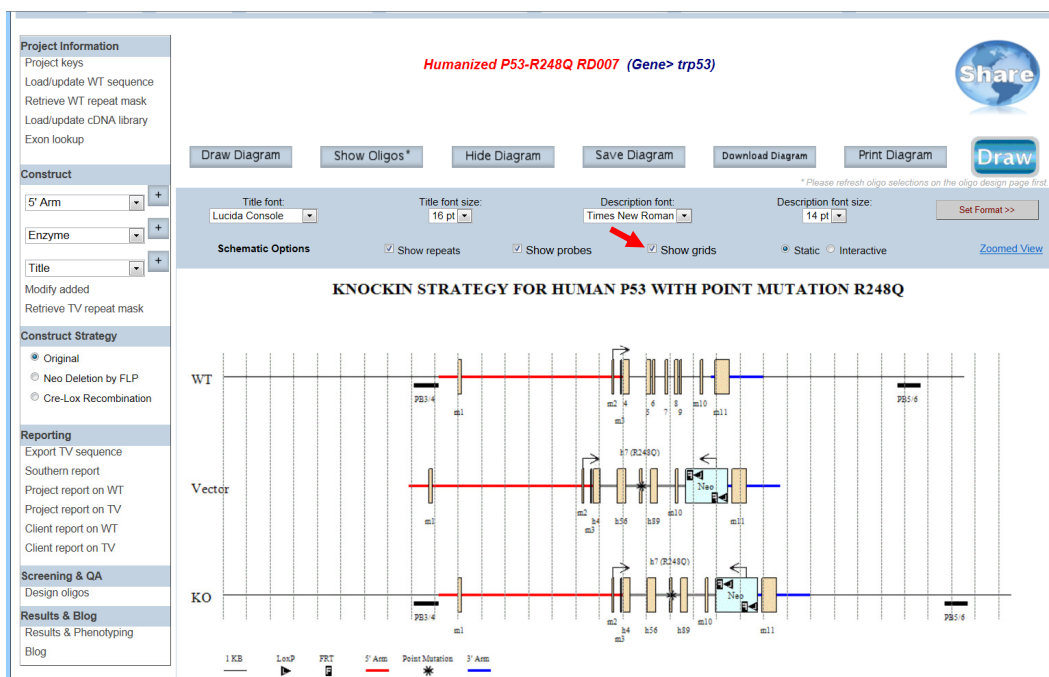 Project Information
Project keys
Load/update WT sequence
Retrieve WT repeat mask
Load/update cDNA library
Exon lookup
Construct
5' Arm +
Enzyme +
Title +
Modify added
Retrieve TV repeat mask
Construct Strategy
Original
Neo Deletion by FLP
Cre-Lox Recombination
Reporting
Export TV sequence
Southern report
Project report on WT
Project report on TV
Client report on WT
Client report on TV
Screening & QA
Design oligos
Results & Blog
Results & Phenotyping
Blog
Humanized P53-R248Q RD007 (Gene> trp53)
Share
Draw Diagram Show Oligos* Hide Diagram Save Diagram Download Diagram Print Diagram Draw
* Please refresh oligo selections on the oligo design page first.
Title font: Title font size: Description font: Description font size:
Lucida Console 16 pt Times New Roman 14 pt Set Format >>
Schematic Options Show repeats Show probes Show grids Static Interactive Zoomed View
KNOCKIN STRATEGY FOR HUMAN P53 WITH POINT MUTATION R248Q
WT
PB3/4 m2 4 6 8 m10 PB5/6
m1 5 7 9 m11
m3
h7 (R248Q)
Vector Neo F F
m2 m10
m1 h4 h56 h89 m11
m3
h7 (R248Q)
KO Neo F F
PB3/4 m2 m10 PB5/6
m1 h4 h56 h89 m11
m3
1 KB LoxP FRT 5' Arm Point Mutation 3' Arm
F